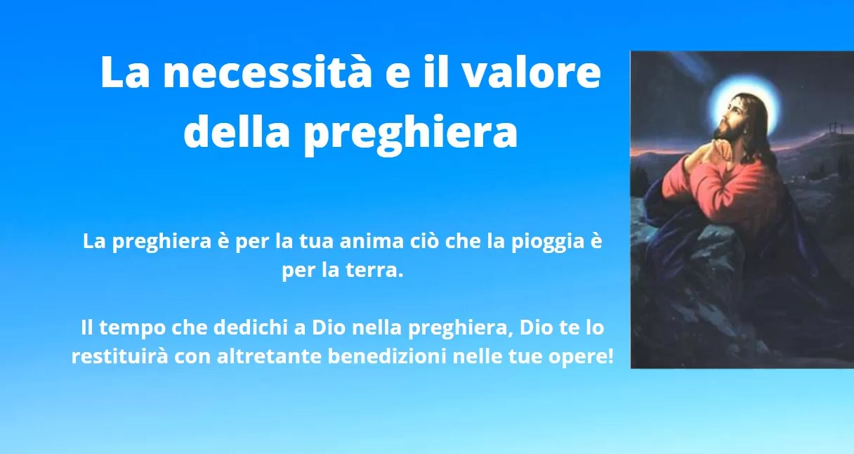 La necessità e il valore
della preghiera
La preghiera è per la tua anima ciò che la pioggia è
per la terra.
Il tempo che dedichi a Dio nella preghiera, Dio te lo
restituirà con altretante benedizioni nelle tue opere!